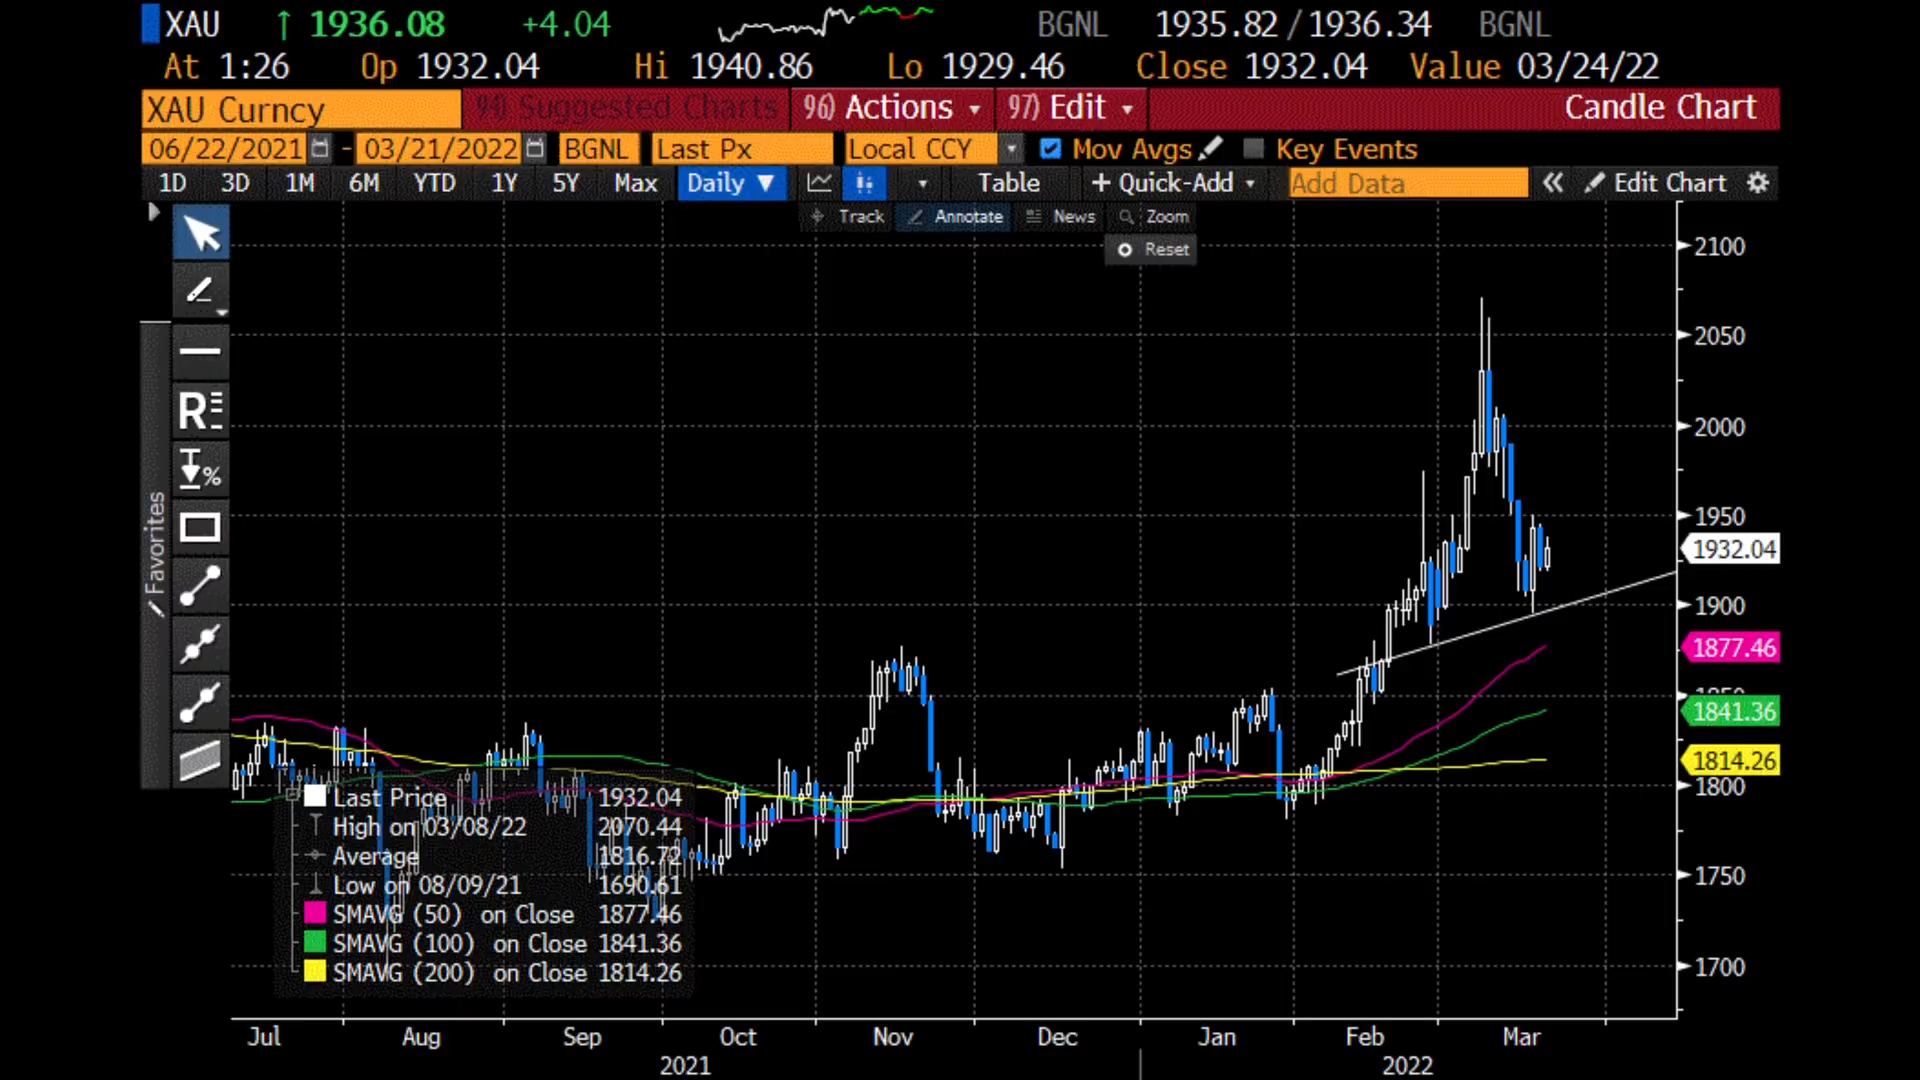 XAU ↑ 1936.08 +4.04 BGNL 1935.82 / 1936.34 BGNL
At 1:26 Op 1932.04 Hi 1940.86 Lo 1929.46 Close 1932.04 Value 03/24/22
XAU Curncy 94) Suggested Charts 96) Actions 97) Edit Candle Chart
06/22/2021 - 03/21/2022 BGNL Last Px Local CCY Mov Avgs Key Events
1D 3D 1M 6M YTD 1Y 5Y Max Daily ▼ Table + Quick-Add Add Data « Edit Chart
Track Annotate News Zoom
Reset
Favorites
R
%
2100
2050
2000
1950
1932.04
1900
1877.46
1850
1841.36
1814.26
1800
1750
1700
Last Price 1932.04
High on 03/08/22 2070.44
Average 1816.72
Low on 08/09/21 1690.61
SMAVG (50) on Close 1877.46
SMAVG (100) on Close 1841.36
SMAVG (200) on Close 1814.26
Jul Aug Sep Oct Nov Dec Jan Feb Mar
2021 2022